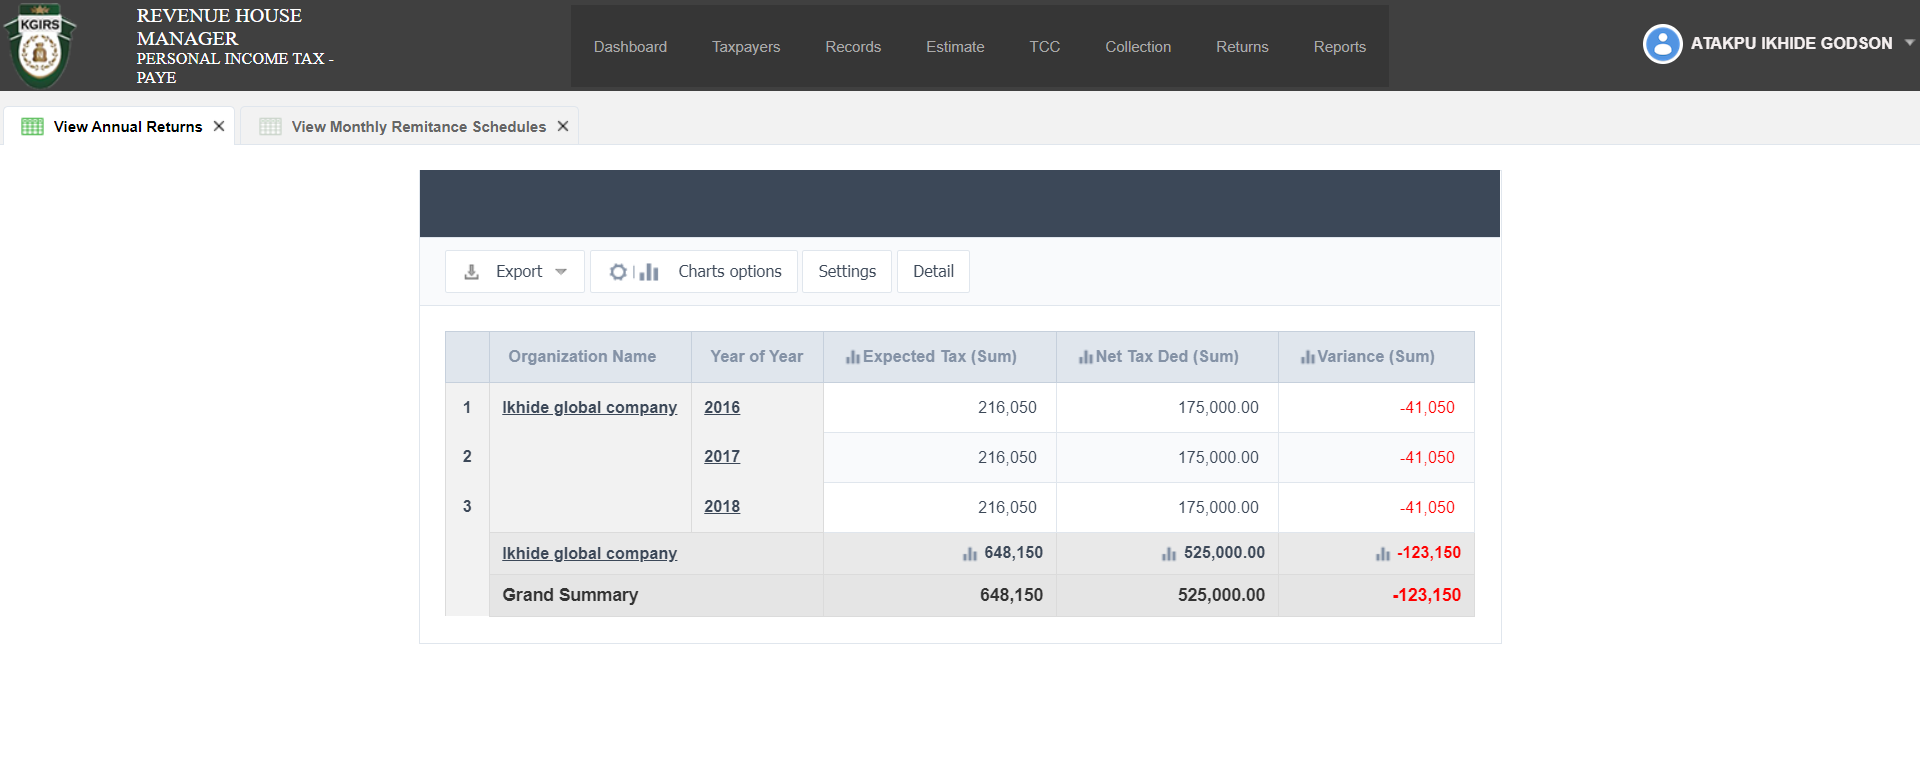 KGIRS
REVENUE HOUSE
MANAGER
PERSONAL INCOME TAX -
PAYE
Dashboard Taxpayers Records Estimate TCC Collection Returns Reports
ATAKPU IKHIDE GODSON
View Annual Returns View Monthly Remitance Schedules
Export Charts options Settings Detail
Organization Name Year of Year Expected Tax (Sum) Net Tax Ded (Sum) Variance (Sum)
1 Ikhide global company 2016 216,050 175,000.00 -41,050
2 2017 216,050 175,000.00 -41,050
3 2018 216,050 175,000.00 -41,050
Ikhide global company 648,150 525,000.00 -123,150
Grand Summary 648,150 525,000.00 -123,150